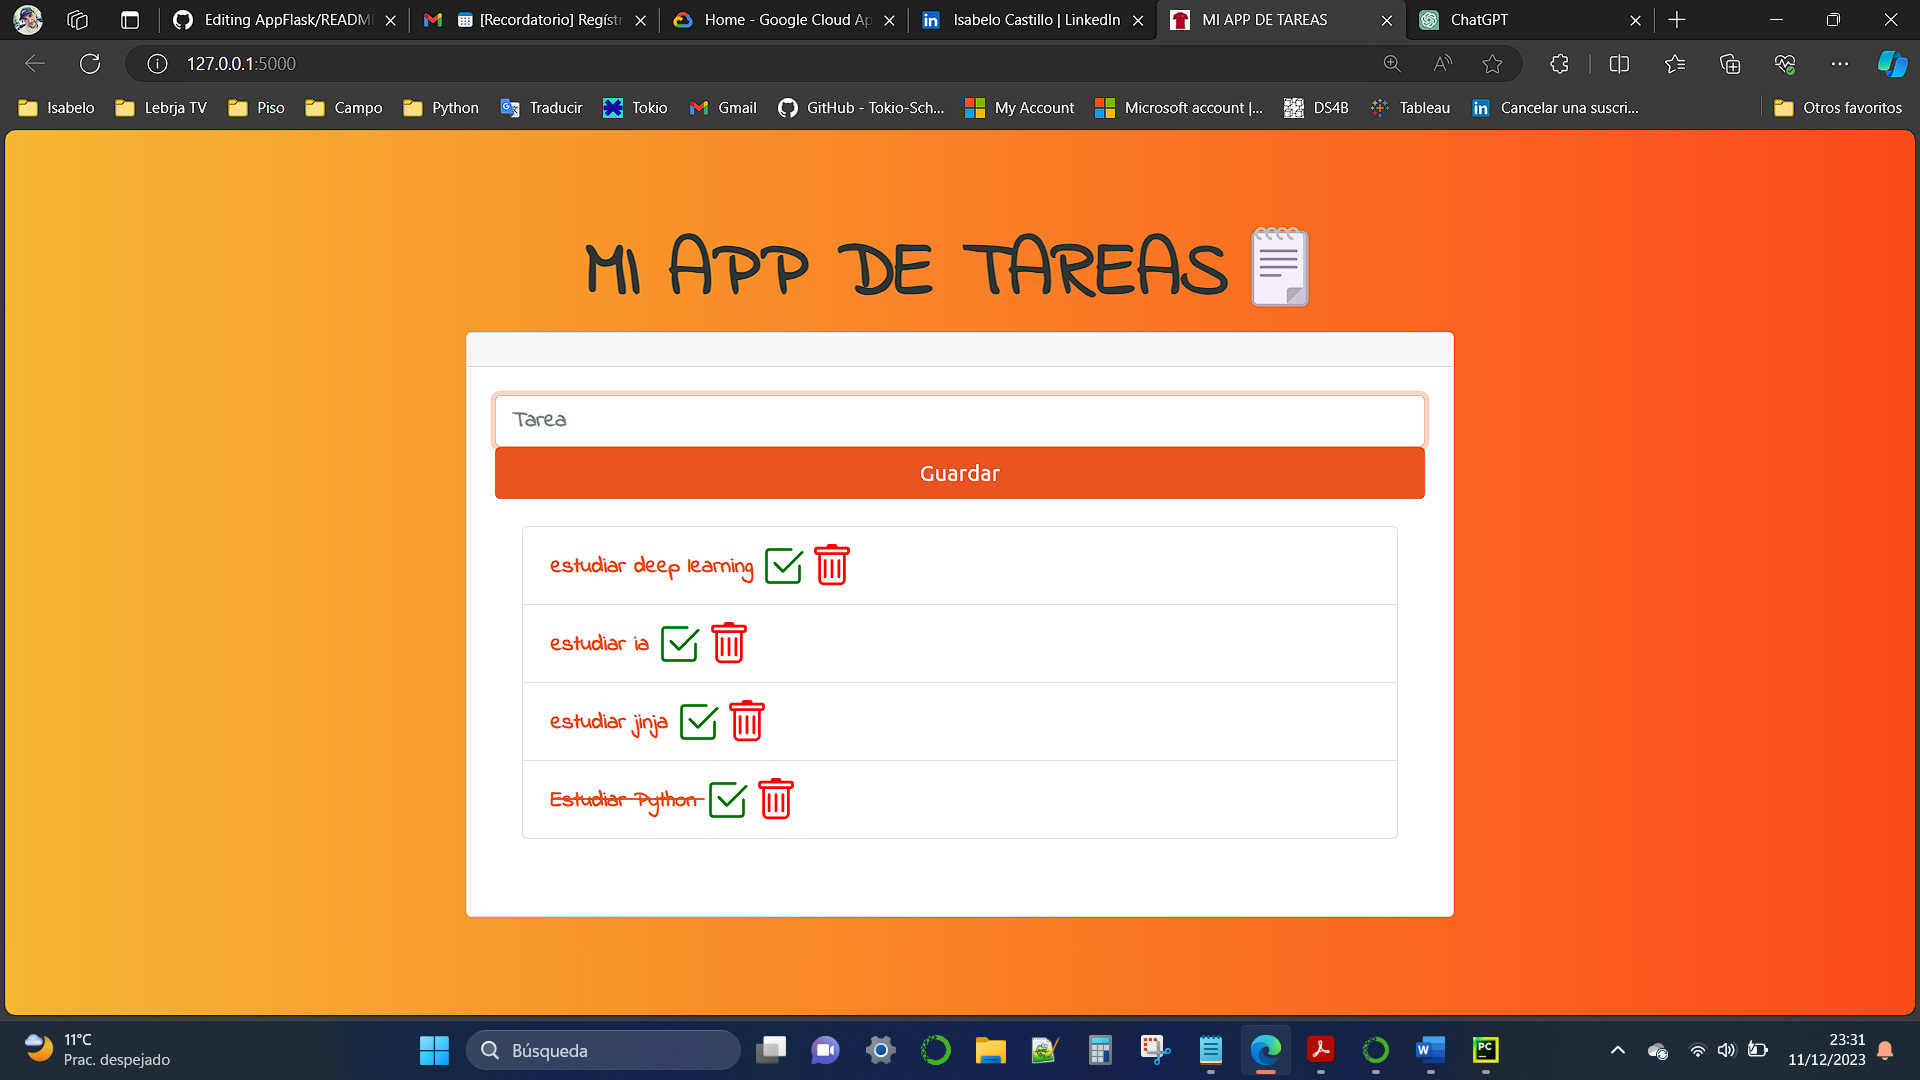 Editing AppFlask/READM
[Recordatorio] Regístr
Home - Google Cloud Ap
Isabelo Castillo | LinkedIn
MI APP DE TAREAS
ChatGPT
127.0.0.1:5000
Isabelo
Lebrja TV
Piso
Campo
Python
Traducir
Tokio
Gmail
GitHub - Tokio-Sch...
My Account
Microsoft account |...
DS4B
Tableau
Cancelar una suscri...
Otros favoritos
MI APP DE TAREAS
Tarea
Guardar
estudiar deep learning
estudiar ia
estudiar jinja
Estudiar Python
11°C
Prac. despejado
Búsqueda
23:31
11/12/2023